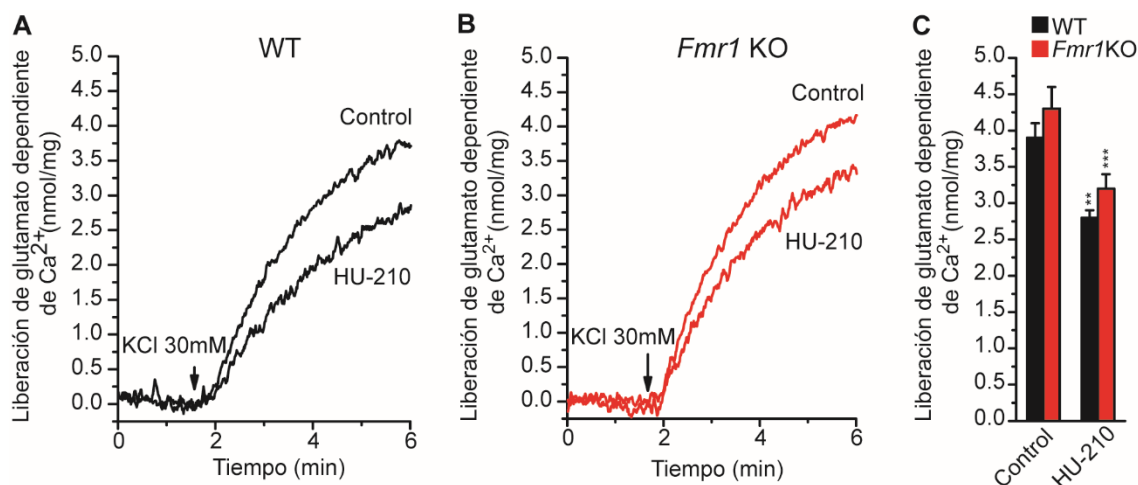 A
WT
Liberación de glutamato dependiente
de Ca²⁺(nmol/mg)
5.0
4.5
4.0
3.5
3.0
2.5
2.0
1.5
1.0
0.5
0.0
Control
HU-210
KCl 30mM
0 2 4 6
Tiempo (min)
B
Fmr1 KO
Liberación de glutamato dependiente
de Ca²⁺(nmol/mg)
5.0
4.5
4.0
3.5
3.0
2.5
2.0
1.5
1.0
0.5
0.0
Control
HU-210
KCl 30mM
0 2 4 6
Tiempo (min)
C
WT
Fmr1KO
Liberación de glutamato dependiente
de Ca²⁺(nmol/mg)
5.0
4.5
4.0
3.5
3.0
2.5
2.0
1.5
1.0
0.5
0.0
**
***
Control
HU-210